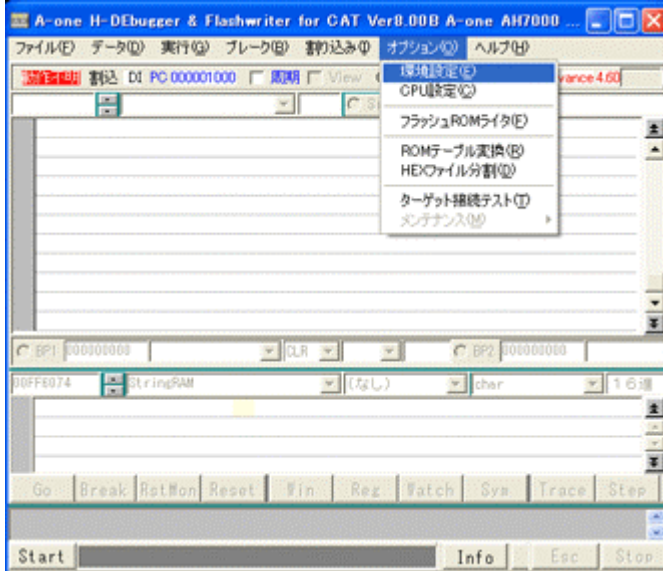 A-one H-DEbugger & Flashwriter for CAT Ver8.00B A-one AH7000 ...
ファイル(F) データ(D) 実行(G) ブレーク(B) 割り込み(I) オプション(O) ヘルプ(H)
動作不明 割込 DI PC 000001000 周期 View vance 4.60
環境設定(E)
CPU設定(C)
フラッシュROMライタ(F)
ROMテーブル変換(R)
HEXファイル分割(D)
ターゲット接続テスト(T)
メンテナンス(M)
BP1 000000000 CLR BP2 000000000
00FF6074 StringRAM (なし) char 16進
Go Break RstMon Reset Win Reg Watch Sym Trace Step
Start Info Esc Stop